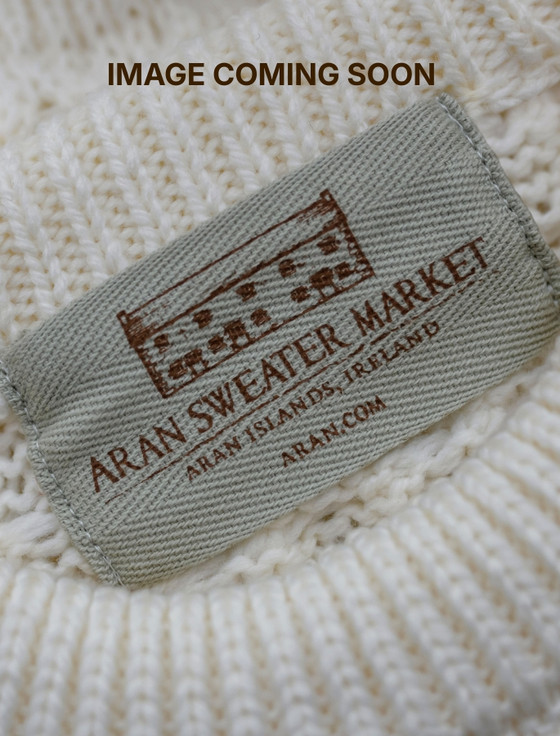 IMAGE COMING SOON
ARAN SWEATER MARKET
ARAN ISLANDS, IRELAND
ARAN.COM